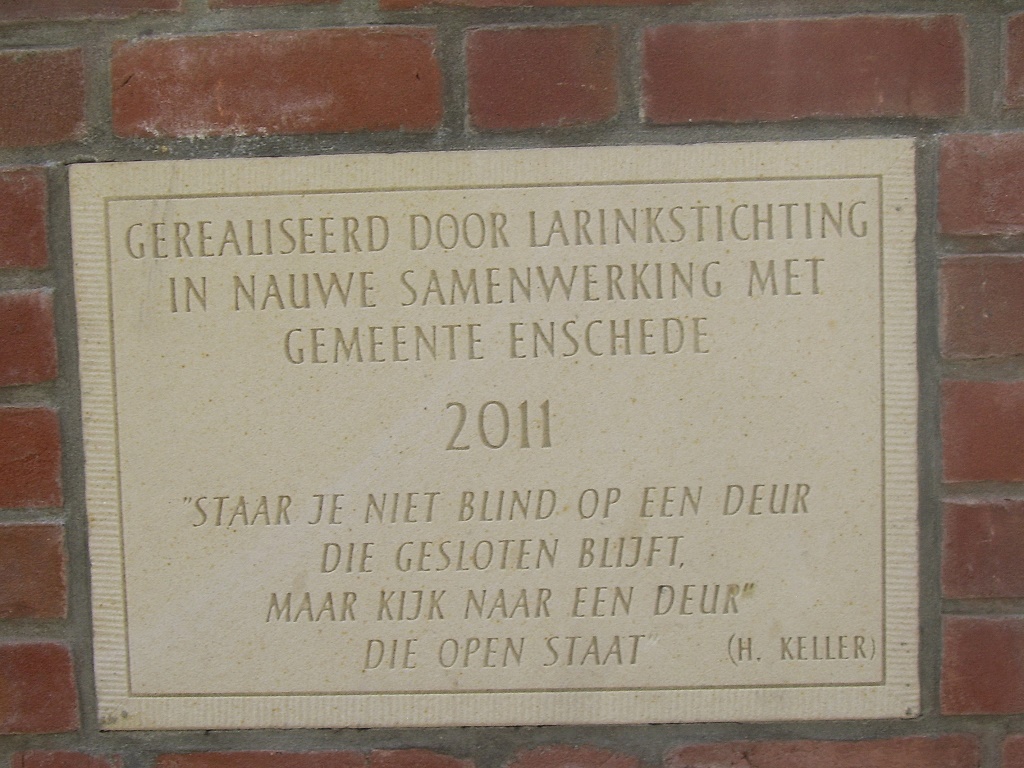 GEREALISEERD DOOR LARINKSTICHTING
IN NAUWE SAMENWERKING MET
GEMEENTE ENSCHEDE
2011
"STAAR JE NIET BLIND OP EEN DEUR
DIE GESLOTEN BLIJFT,
MAAR KIJK NAAR EEN DEUR"
DIE OPEN STAAT" (H. KELLER)